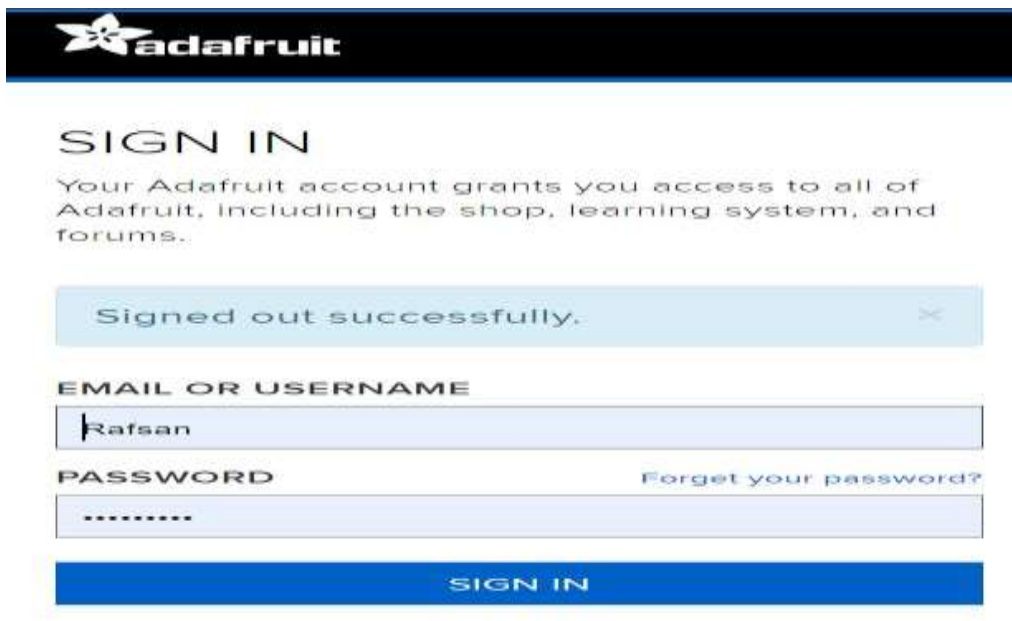 adafruit
SIGN IN
Your Adafruit account grants you access to all of
Adafruit, including the shop, learning system, and
forums.
Signed out successfully. ×
EMAIL OR USERNAME
Rafsan
PASSWORD Forget your password?
•••••••••
SIGN IN